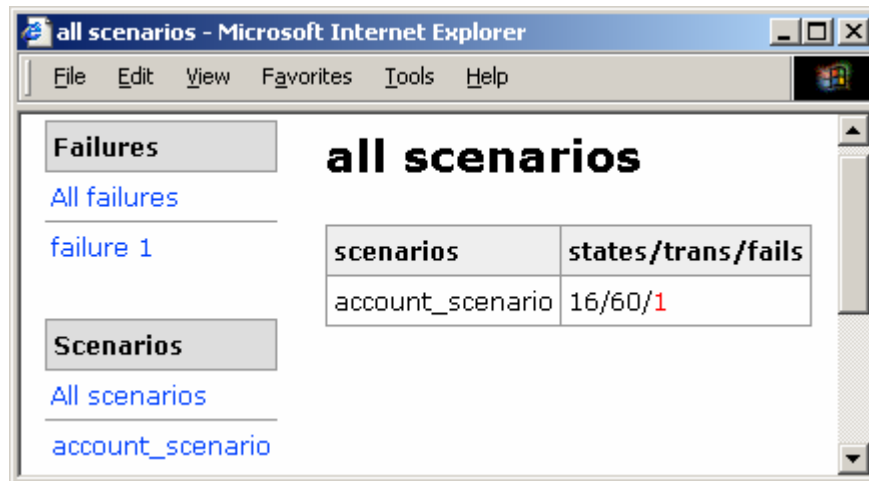 all scenarios - Microsoft Internet Explorer
File Edit View Favorites Tools Help
Failures
All failures
failure 1
Scenarios
All scenarios
account_scenario
all scenarios
scenarios states/trans/fails
account_scenario 16/60/1